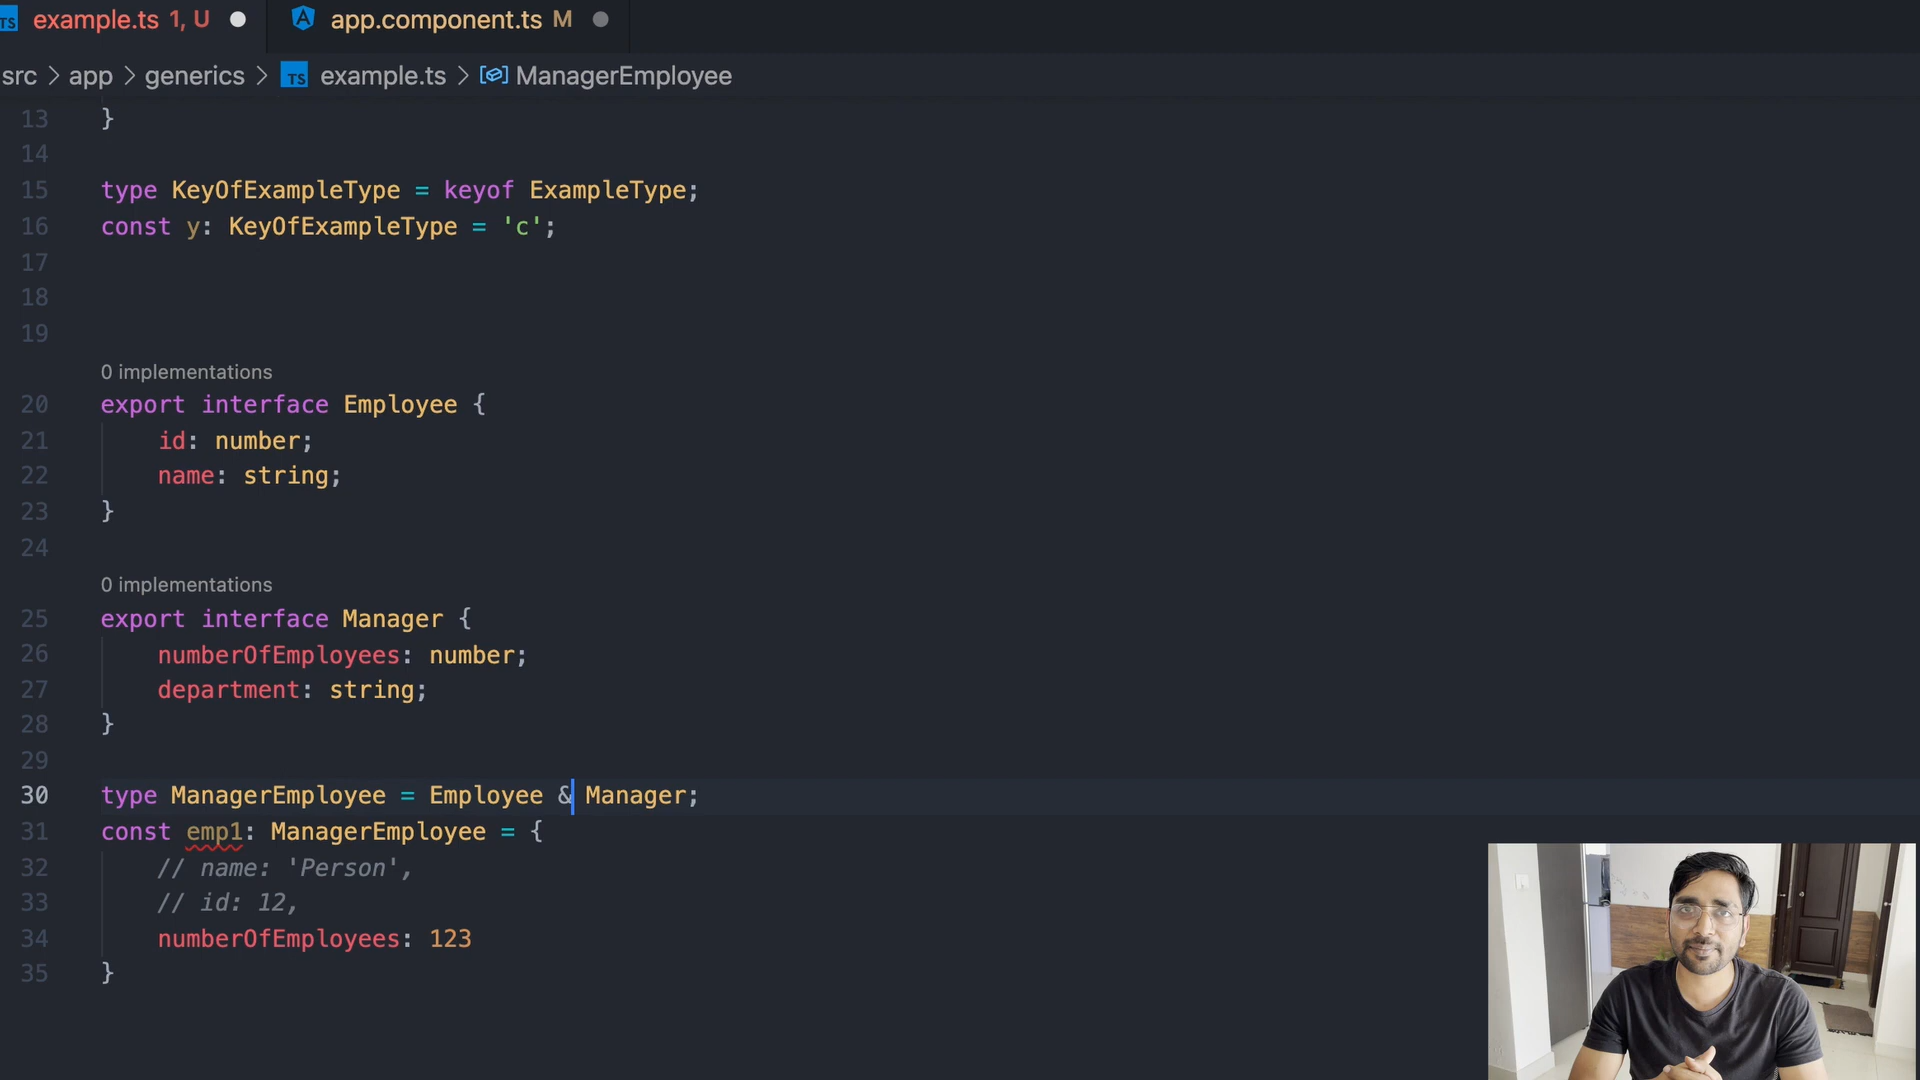 TS example.ts 1, U app.component.ts M
src > app > generics > TS example.ts > ManagerEmployee
13 }
14
15 type KeyOfExampleType = keyof ExampleType;
16 const y: KeyOfExampleType = 'c';
17
18
19
0 implementations
20 export interface Employee {
21 id: number;
22 name: string;
23 }
24
0 implementations
25 export interface Manager {
26 numberOfEmployees: number;
27 department: string;
28 }
29
30 type ManagerEmployee = Employee & Manager;
31 const emp1: ManagerEmployee = {
32 // name: 'Person',
33 // id: 12,
34 numberOfEmployees: 123
35 }